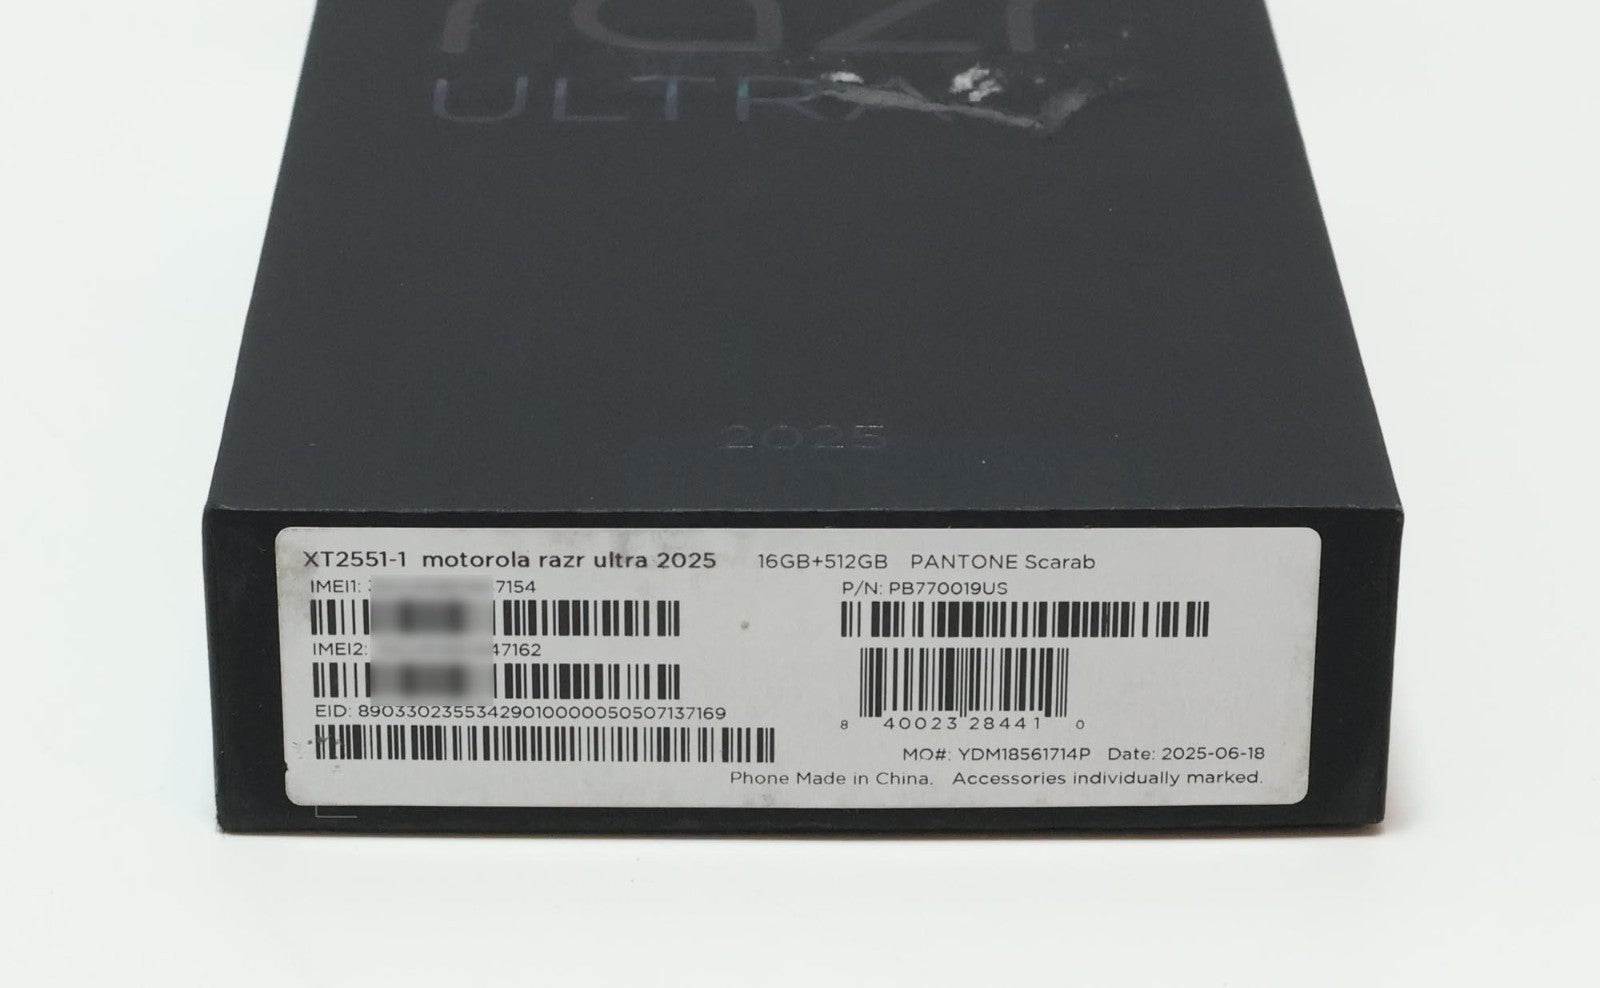 razr
ULTRA
2025
XT2551-1 motorola razr ultra 2025 16GB+512GB PANTONE Scarab
IMEI1: 7154
P/N: PB770019US
IMEI2: 47162
EID: 89033023553429010000050507137169
8 40023 28441 0
MO#: YDM18561714P Date: 2025-06-18
Phone Made in China. Accessories individually marked.